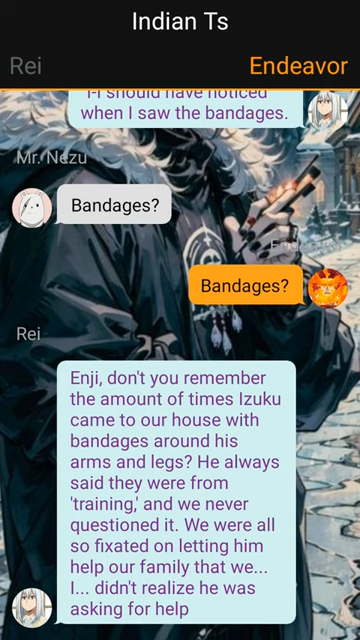 Indian Ts
Rei
Endeavor
I-I should have noticed
when I saw the bandages.
Mr. Nezu
Bandages?
Bandages?
Rei
Enji, don't you remember
the amount of times Izuku
came to our house with
bandages around his
arms and legs? He always
said they were from
'training,' and we never
questioned it. We were all
so fixated on letting him
help our family that we...
I... didn't realize he was
asking for help